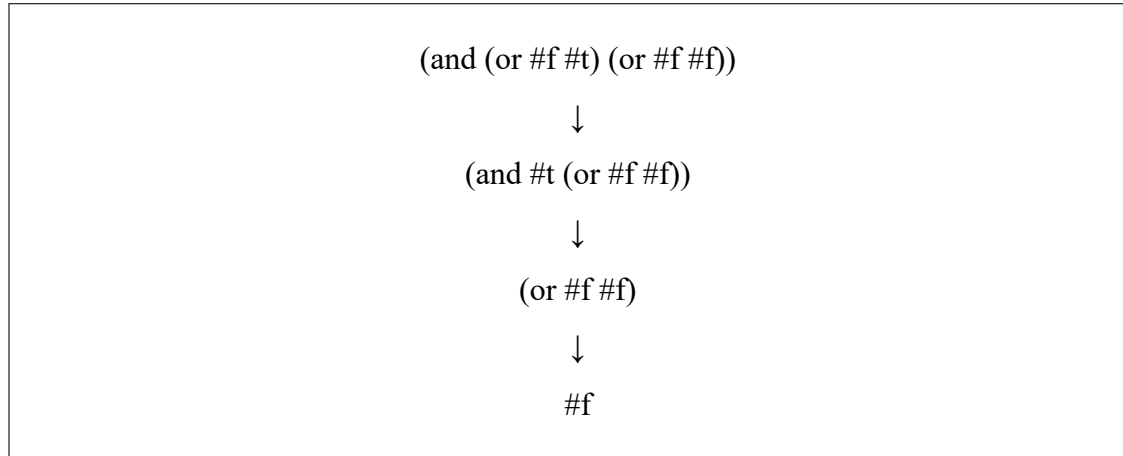 (and (or #f #t) (or #f #f))
↓
(and #t (or #f #f))
↓
(or #f #f)
↓
#f